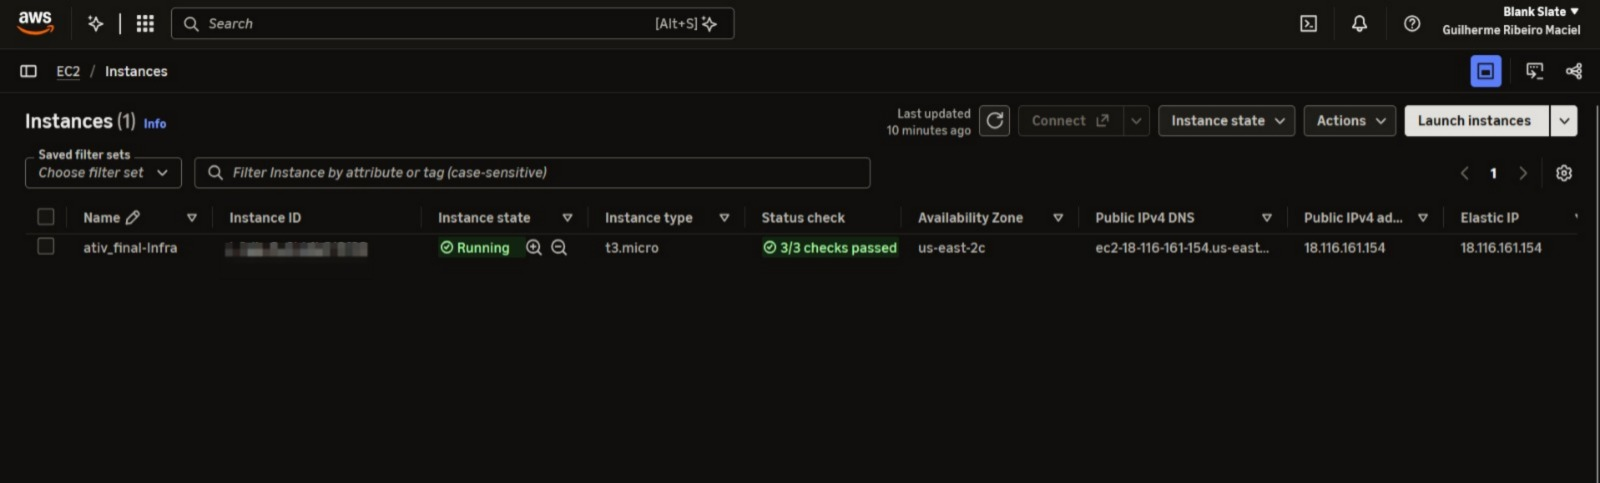 aws
Search [Alt+S]
Blank Slate ▼
Guilherme Ribeiro Maciel
EC2 / Instances
Instances (1) Info
Last updated
10 minutes ago
Connect
Instance state
Actions
Launch instances
Saved filter sets
Choose filter set
Filter Instance by attribute or tag (case-sensitive)
1
Name Instance ID Instance state Instance type Status check Availability Zone Public IPv4 DNS Public IPv4 ad... Elastic IP
ativ_final-Infra Running t3.micro 3/3 checks passed us-east-2c ec2-18-116-161-154.us-east... 18.116.161.154 18.116.161.154